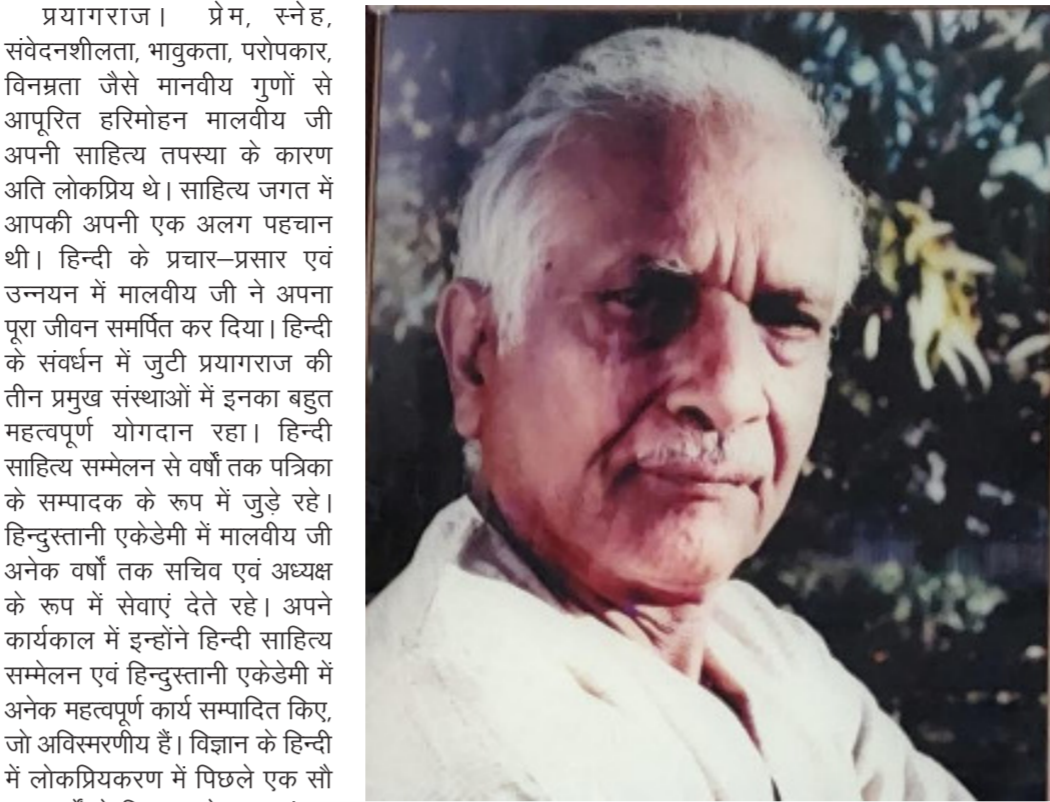 प्रयागराज। प्रेम, स्नेह,
संवेदनशीलता, भावुकता, परोपकार,
विनम्रता जैसे मानवीय गुणों से
आपूरित हरिमोहन मालवीय जी
अपनी साहित्य तपस्या के कारण
अति लोकप्रिय थे। साहित्य जगत में
आपकी अपनी एक अलग पहचान
थी। हिन्दी के प्रचार–प्रसार एवं
उन्नयन में मालवीय जी ने अपना
पूरा जीवन समर्पित कर दिया। हिन्दी
के संवर्धन में जुटी प्रयागराज की
तीन प्रमुख संस्थाओं में इनका बहुत
महत्वपूर्ण योगदान रहा। हिन्दी
साहित्य सम्मेलन से वर्षों तक पत्रिका
के सम्पादक के रूप में जुड़े रहे।
हिन्दुस्तानी एकेडेमी में मालवीय जी
अनेक वर्षों तक सचिव एवं अध्यक्ष
के रूप में सेवाएं देते रहे। अपने
कार्यकाल में इन्होंने हिन्दी साहित्य
सम्मेलन एवं हिन्दुस्तानी एकेडेमी में
अनेक महत्वपूर्ण कार्य सम्पादित किए,
जो अविस्मरणीय हैं। विज्ञान के हिन्दी
में लोकप्रियकरण में पिछले एक सौ